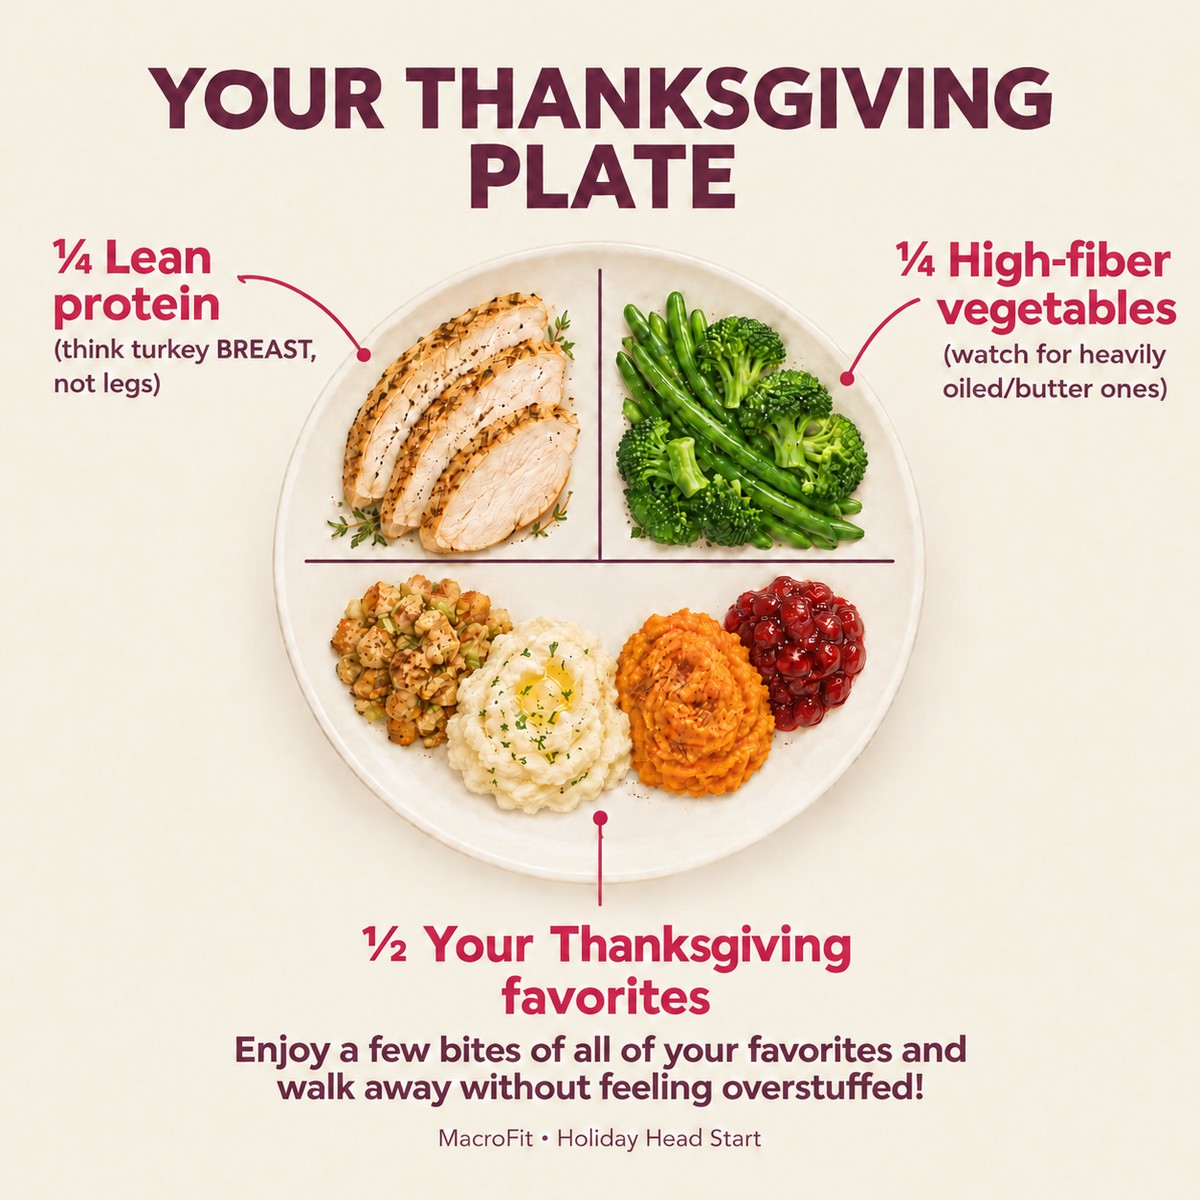 YOUR THANKSGIVING
PLATE
¼ Lean
protein
(think turkey BREAST,
not legs)
¼ High-fiber
vegetables
(watch for heavily
oiled/butter ones)
½ Your Thanksgiving
favorites
Enjoy a few bites of all of your favorites and
walk away without feeling overstuffed!
MacroFit • Holiday Head Start